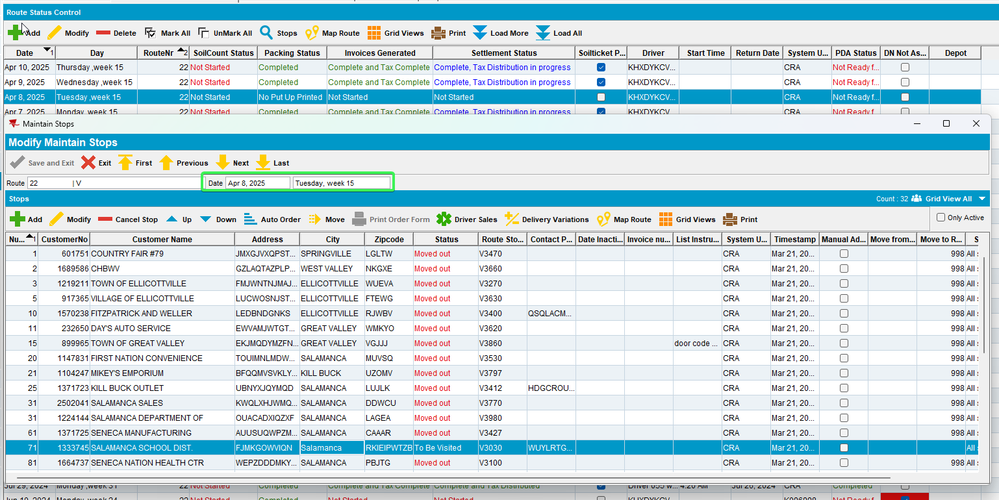 Route Status Control
Add Modify Delete Mark All UnMark All Stops Map Route Grid Views Print Load More Load All
Date 1 Day RouteNr 2 SoilCount Status Packing Status Invoices Generated Settlement Status Soilticket P... Driver Start Time Return Date System U... PDA Status DN Not As... Depot
Apr 10, 2025 Thursday ,week 15 22 Not Started Completed Complete and Tax Complete Complete, Tax Distribution in progress KHXDYKCV... CRA Not Ready f...
Apr 9, 2025 Wednesday ,week 15 22 Not Started Completed Complete and Tax Complete Complete, Tax Distribution in progress KHXDYKCV... CRA Not Ready f...
Apr 8, 2025 Tuesday ,week 15 22 Not Started No Put Up Printed Not Started Not Started KHXDYKCV... CRA Not Ready f...
Apr 7, 2025 Monday ,week 15 22 Not Started Completed Complete and Tax Complete Complete, Tax Distribution in progress KHXDYKCV... CRA Not Ready f...
Maintain Stops
Modify Maintain Stops
Save and Exit Exit First Previous Next Last
Route 22 | V Date Apr 8, 2025 Tuesday, week 15
Stops Count : 32 Grid View All
Add Modify Cancel Stop Up Down Auto Order Move Print Order Form Driver Sales Delivery Variations Map Route Grid Views Print Only Active
Nu... 1 CustomerNo Customer Name Address City Zipcode Status Route Sto... Contact P... Date Inacti... Invoice nu... List Instru... System U... Timestamp Manual Ad... Move from... Move to R... S
1 601751 COUNTRY FAIR #79 JMXGJVXQPST... SPRINGVILLE LGLTW Moved out V3470 CRA Mar 21, 20... 998 All
2 1689586 CHBWV GZLAQTAZPLP... WEST VALLEY NKGXE Moved out V3660 CRA Mar 21, 20... 998 All
3 1219211 TOWN OF ELLICOTTVILLE FMJWNTNJMAJ... ELLICOTTVILLE WUEVA Moved out V3270 CRA Mar 21, 20... 998 All
5 917365 VILLAGE OF ELLICOTTVILLE LUCWOSNJST... ELLICOTTVILLE FTEWG Moved out V3630 CRA Mar 21, 20... 998 All
10 1570238 FITZPATRICK AND WELLER LEDBNDGNKS ELLICOTTVILLE RJWBV Moved out V3400 QSQLACM... CRA Mar 21, 20... 998 All
11 232650 DAY'S AUTO SERVICE EWVAMJWTGT... GREAT VALLEY WMKYO Moved out V3620 CRA Mar 21, 20... 998 All
15 899965 TOWN OF GREAT VALLEY EKJMQDYMZFN... GREAT VALLEY VGJJJ Moved out V3860 door code ... CRA Mar 21, 20... 998 All
20 1147831 FIRST NATION CONVENIENCE TOUIMNLMDW... SALAMANCA MUVSQ Moved out V3530 CRA Mar 21, 20... 998 All
21 1104247 MIKEY'S EMPORIUM BFQQMVSVKLY... KILL BUCK UZOMV Moved out V3797 CRA Mar 21, 20... 998 All
25 1371723 KILL BUCK OUTLET UBNYXJQYMQD SALAMANCA LUJLK Moved out V3412 HDGCROU... CRA Mar 21, 20... 998 All
31 2502041 SALAMANCA SALES KWQLXHJWMQ... SALAMANCA DDWCU Moved out V3770 CRA Mar 21, 20... 998 All
31 1224144 SALAMANCA DEPARTMENT OF OUACADXIQZXF SALAMANCA LAGEA Moved out V3980 CRA Mar 21, 20... 998 All
61 1371725 SENECA MANUFACTURING AUUSUQWPZM... SALAMANCA CAAAR Moved out V3427 CRA Mar 21, 20... 998 All
71 1333745 SALAMANCA SCHOOL DIST. FJMKGOWVIQN Salamanca RKIEIPWTZB To Be Visited V3030 WUYLRTG... CRA Mar 21, 20... All
81 1664737 SENECA NATION HEALTH CTR WEPZDDDMKY... SALAMANCA PBJTG Moved out V3100 CRA Mar 21, 20... 998 All
Jul 29, 2024 Monday ,week 31 22 Not Started Completed Complete and Tax Complete Complete and Tax Distributed 4:20 AM CRA Completed